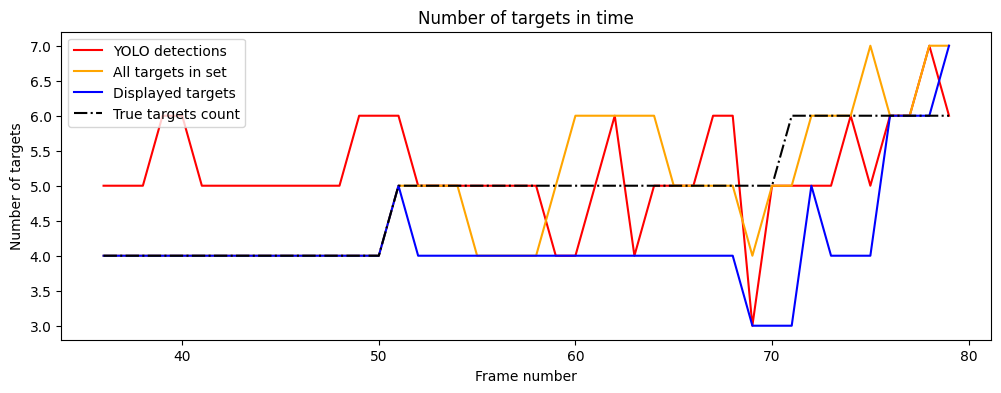 Number of targets in time
YOLO detections
All targets in set
Displayed targets
True targets count
Number of targets
7.0
6.5
6.0
5.5
5.0
4.5
4.0
3.5
3.0
40
50
60
70
80
Frame number